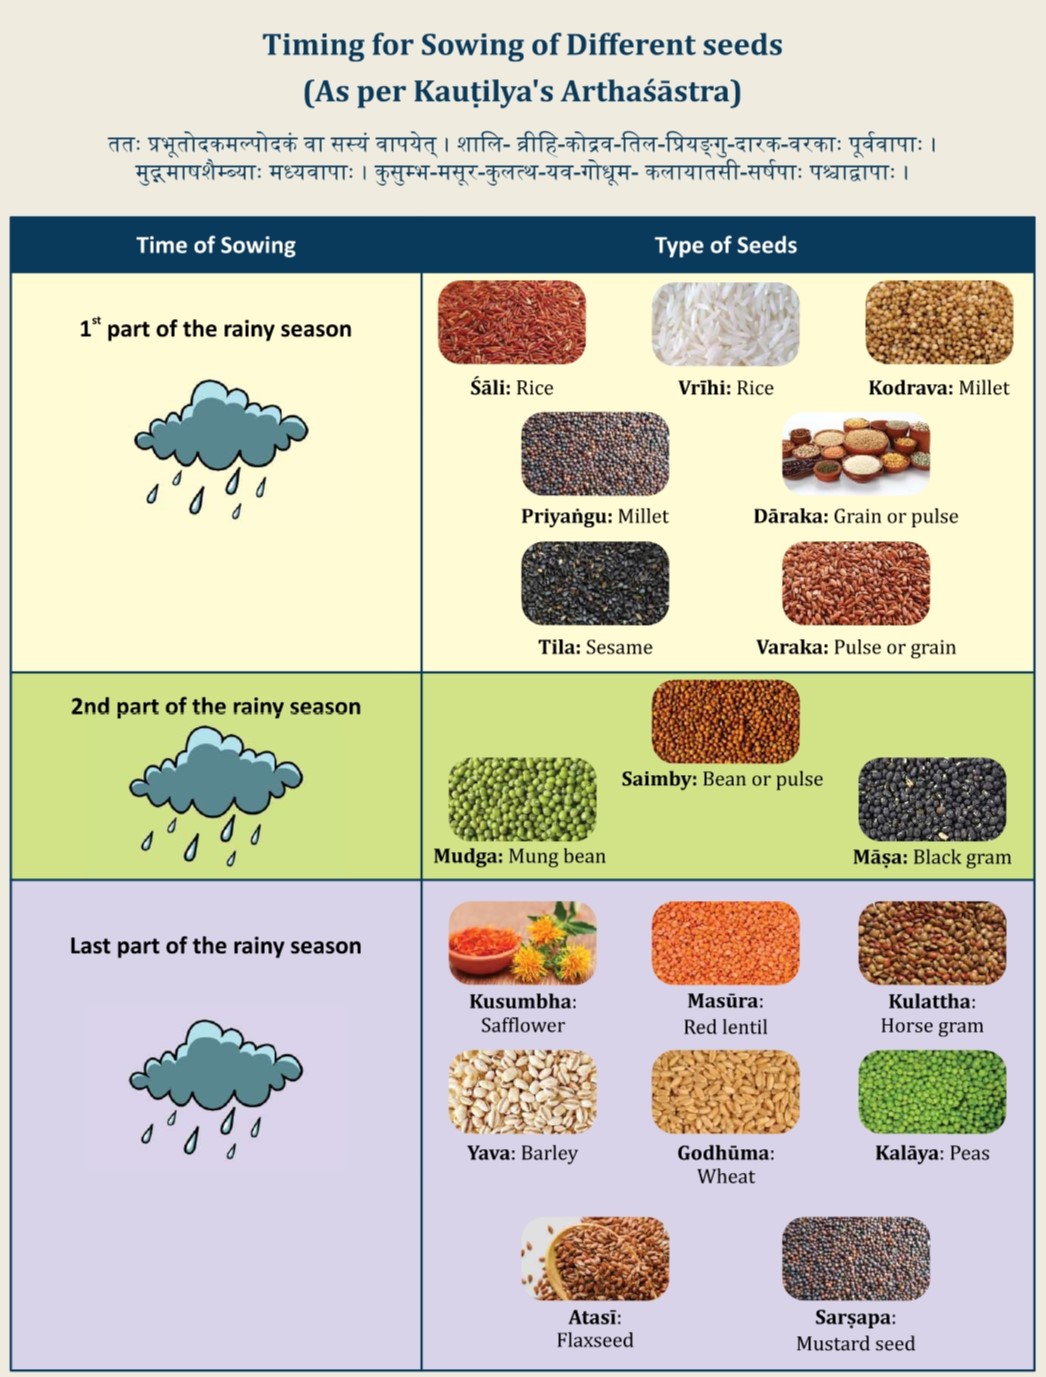 Timing for Sowing of Different seeds
(As per Kauṭilya's Arthaśāstra)
ततः प्रभूतोदकमल्पोदकं वा सस्यं वापयेत् । शालि- व्रीहि-कोद्रव-तिल-प्रियङ्गु-दारक-वरकाः पूर्ववापाः ।
मुद्गमाषशैम्ब्याः मध्यवापाः । कुसुम्भ-मसूर-कुलत्थ-यव-गोधूम- कलायातसी-सर्षपाः पश्चाद्वापाः ।
Time of Sowing
Type of Seeds
1st part of the rainy season
Śāli: Rice
Vrīhi: Rice
Kodrava: Millet
Priyaṅgu: Millet
Dāraka: Grain or pulse
Tila: Sesame
Varaka: Pulse or grain
2nd part of the rainy season
Saimby: Bean or pulse
Mudga: Mung bean
Māṣa: Black gram
Last part of the rainy season
Kusumbha:
Safflower
Masūra:
Red lentil
Kulattha:
Horse gram
Yava: Barley
Godhūma:
Wheat
Kalāya: Peas
Atasī:
Flaxseed
Sarṣapa:
Mustard seed